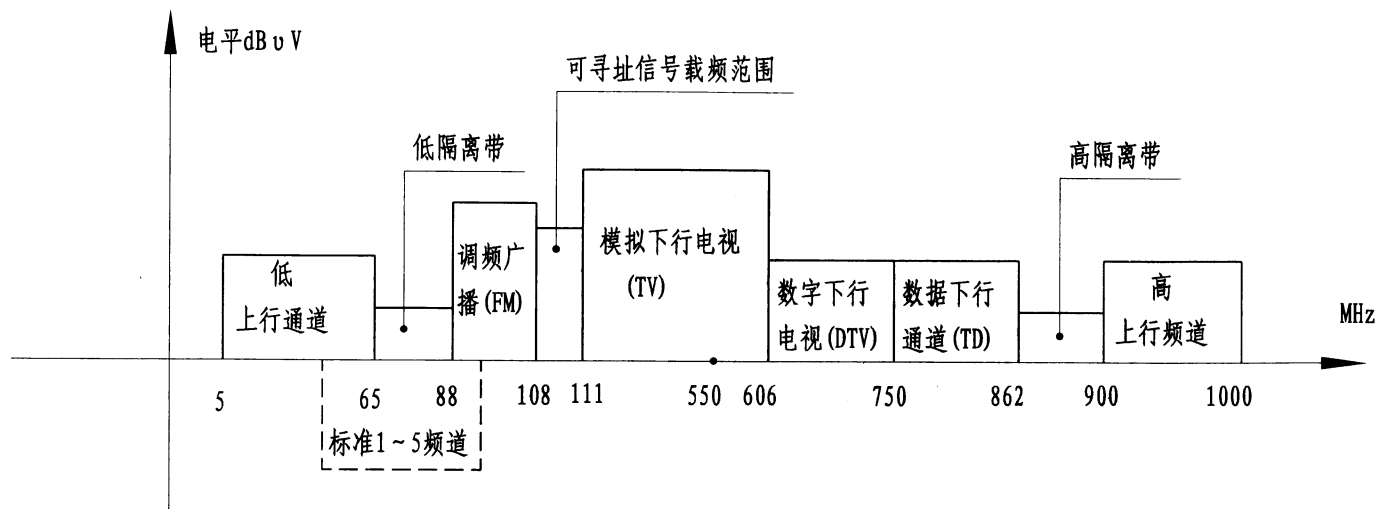 电平dBυV
可寻址信号载频范围
低隔离带
高隔离带
低
上行通道
调频广
播(FM)
模拟下行电视
(TV)
数字下行
电视(DTV)
数据下行
通道(TD)
高
上行频道
MHz
5
65
88
108
111
550
606
750
862
900
1000
标准1~5频道